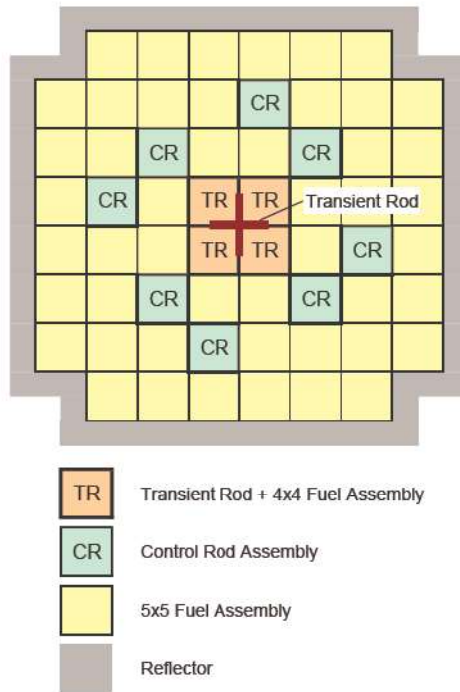 CR
CR CR
CR TR TR Transient Rod
TR TR CR
CR CR
CR
TR Transient Rod + 4x4 Fuel Assembly
CR Control Rod Assembly
5x5 Fuel Assembly
Reflector